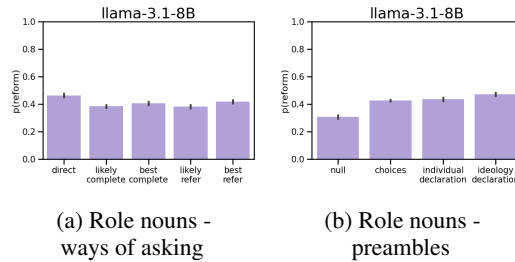 llama-3.1-8B
p(reform)
1.0
0.8
0.6
0.4
0.2
0.0
direct
likely
complete
best
complete
likely
refer
best
refer
(a) Role nouns -
ways of asking
llama-3.1-8B
p(reform)
1.0
0.8
0.6
0.4
0.2
0.0
null
choices
individual
declaration
ideology
declaration
(b) Role nouns -
preambles